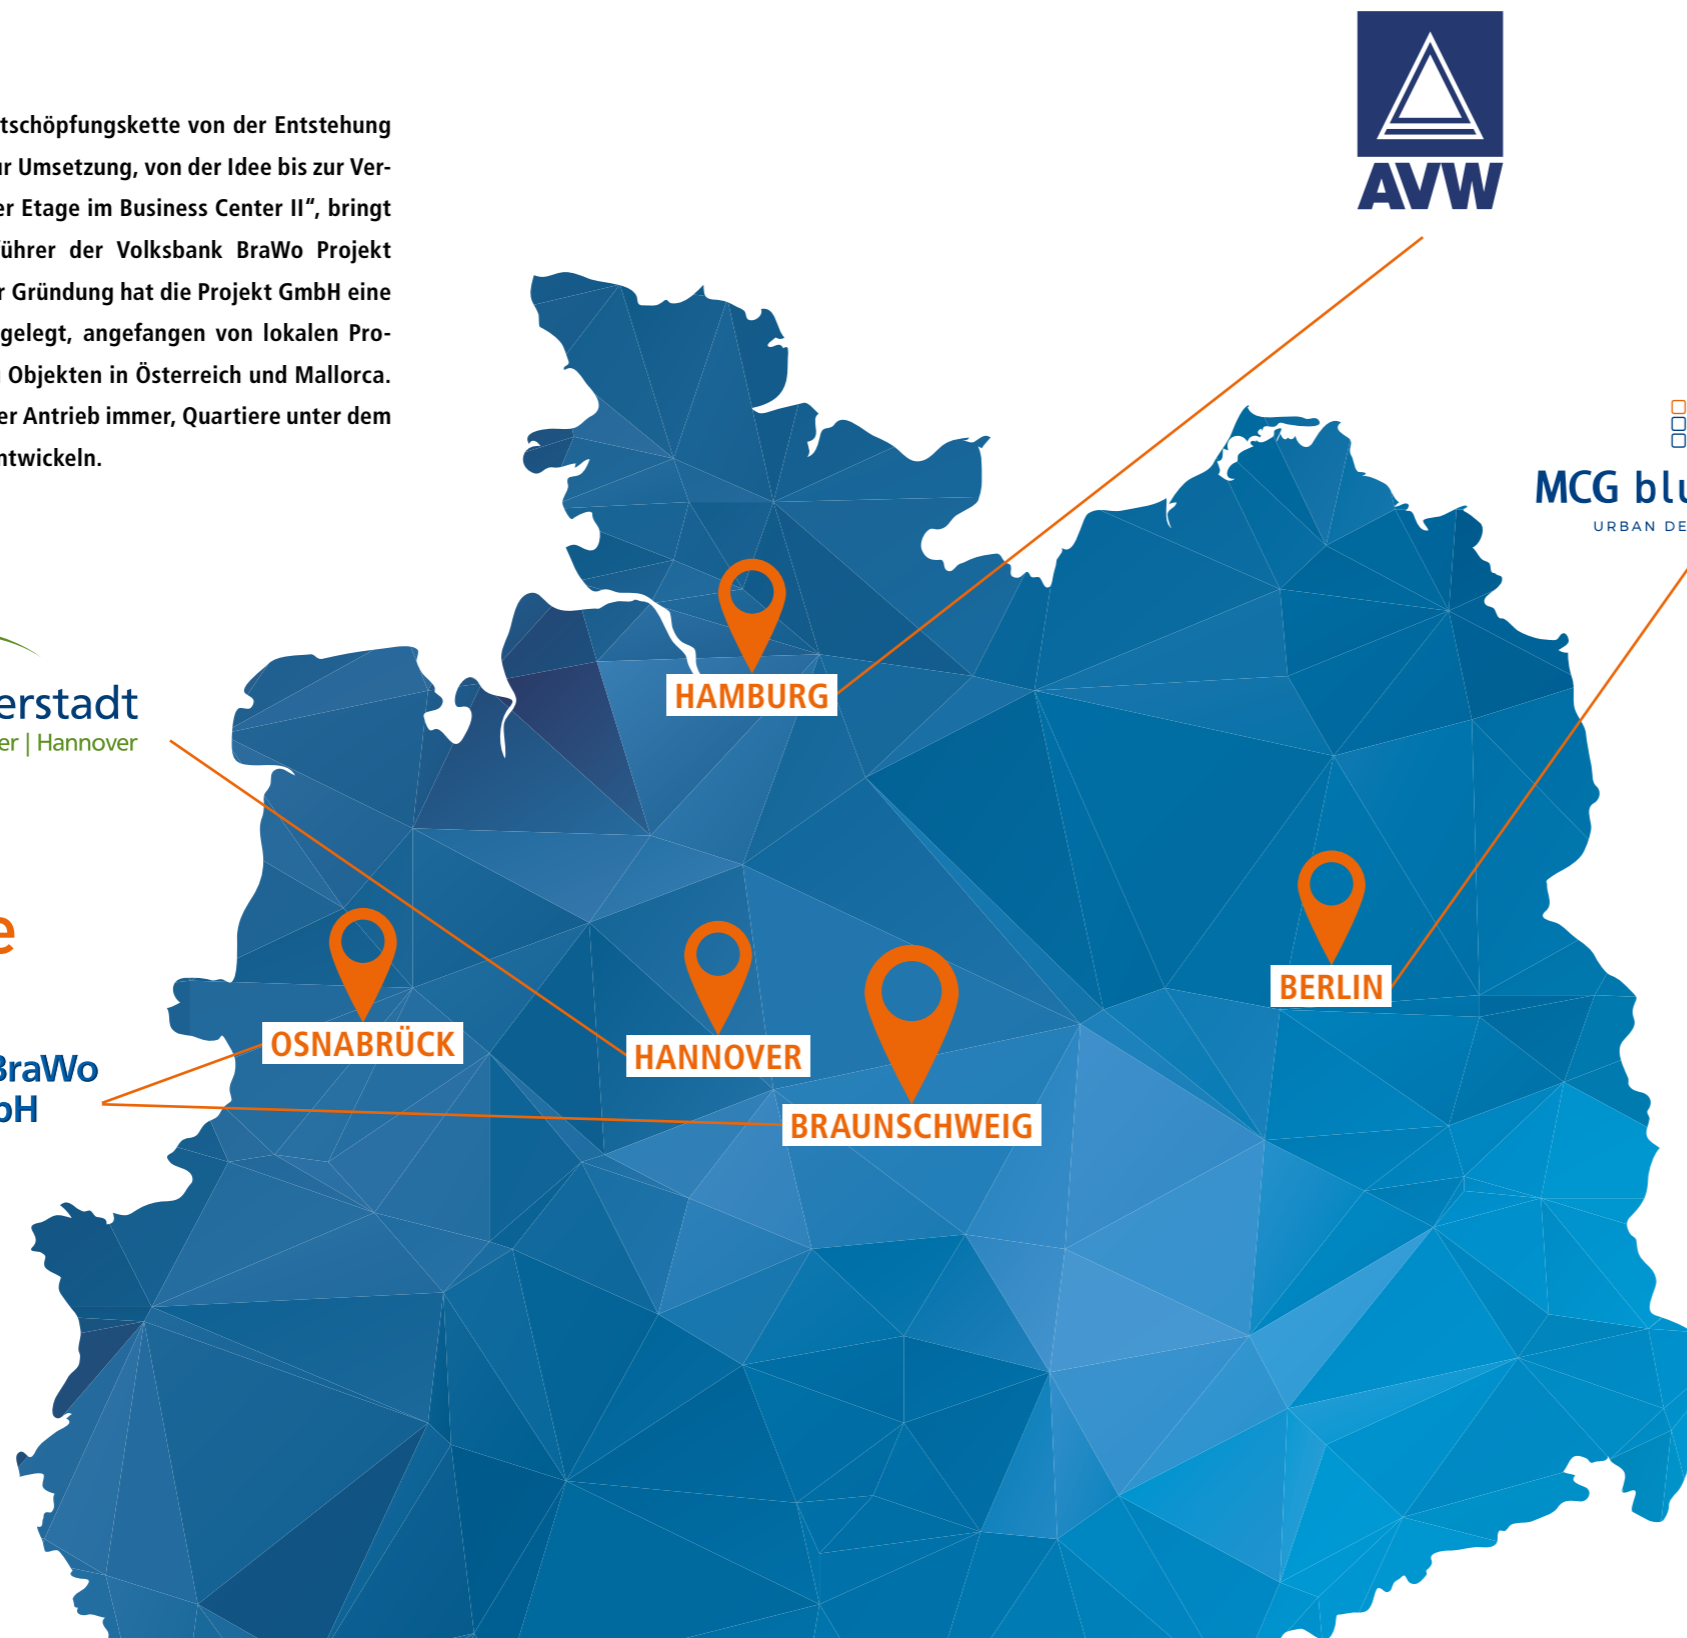 tschöpfungskette von der Entstehung
ur Umsetzung, von der Idee bis zur Ver-
er Etage im Business Center II“, bringt
ührer der Volksbank BraWo Projekt
r Gründung hat die Projekt GmbH eine
gelegt, angefangen von lokalen Pro-
Objekten in Österreich und Mallorca.
er Antrieb immer, Quartiere unter dem
ntwickeln.
AVW
MCG blu
URBAN DE
HAMBURG
erstadt
er | Hannover
e
BERLIN
OSNABRÜCK
HANNOVER
BraWo
bH
BRAUNSCHWEIG